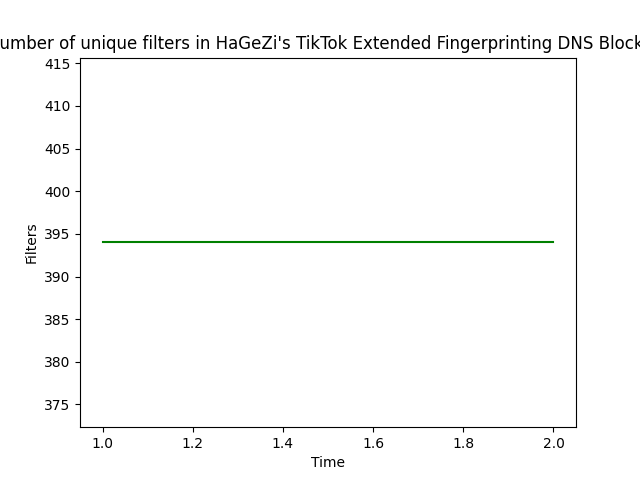 umber of unique filters in HaGeZi's TikTok Extended Fingerprinting DNS Block
415
410
405
400
395
390
385
380
375
Filters
1.0 1.2 1.4 1.6 1.8 2.0
Time